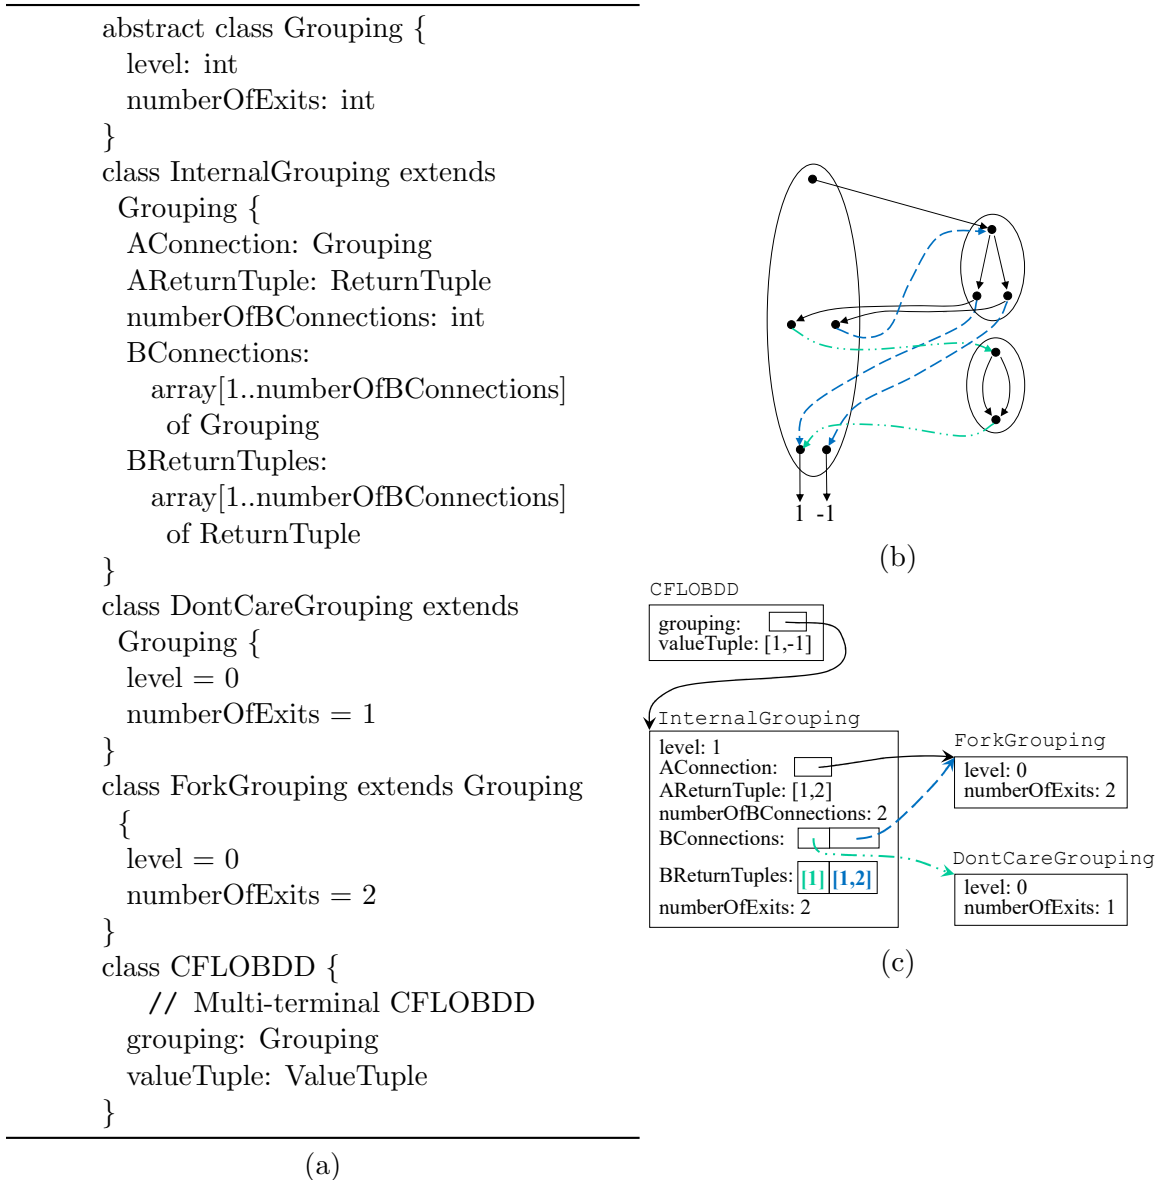 abstract class Grouping {
level: int
numberOfExits: int
}
class InternalGrouping extends
Grouping {
AConnection: Grouping
AReturnTuple: ReturnTuple
numberOfBConnections: int
BConnections:
array[1..numberOfBConnections]
of Grouping
BReturnTuples:
array[1..numberOfBConnections]
of ReturnTuple
}
class DontCareGrouping extends
Grouping {
level = 0
numberOfExits = 1
}
class ForkGrouping extends Grouping
{
level = 0
numberOfExits = 2
}
class CFLOBDD {
// Multi-terminal CFLOBDD
grouping: Grouping
valueTuple: ValueTuple
}
(a)
1 -1
(b)
CFLOBDD
grouping:
valueTuple: [1,-1]
InternalGrouping
level: 1
AConnection:
AReturnTuple: [1,2]
numberOfBConnections: 2
BConnections:
BReturnTuples: [1] [1,2]
numberOfExits: 2
ForkGrouping
level: 0
numberOfExits: 2
DontCareGrouping
level: 0
numberOfExits: 1
(c)